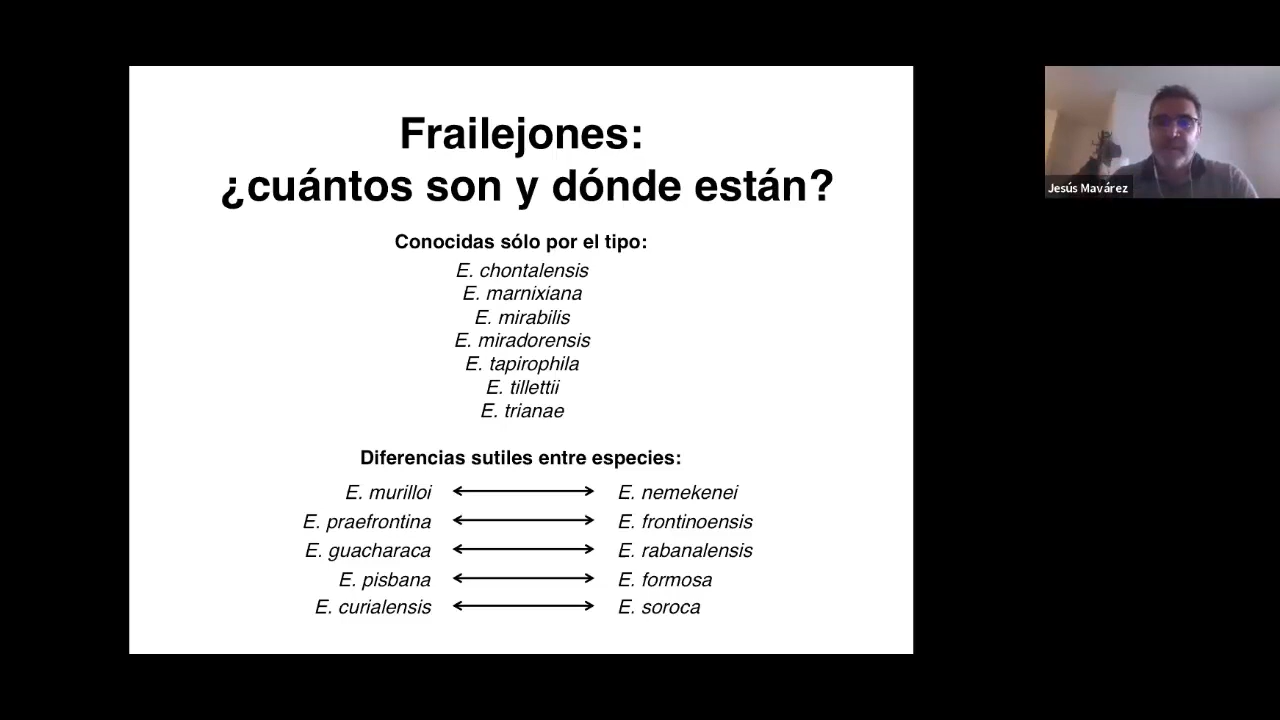 Frailejones:
¿cuántos son y dónde están?
Conocidas sólo por el tipo:
E. chontalensis
E. marnixiana
E. mirabilis
E. miradorensis
E. tapirophila
E. tillettii
E. trianae
Diferencias sutiles entre especies:
E. murilloi E. nemekenei
E. praefrontina E. frontinoensis
E. guacharaca E. rabanalensis
E. pisbana E. formosa
E. curialensis E. soroca
Jesús Mavárez